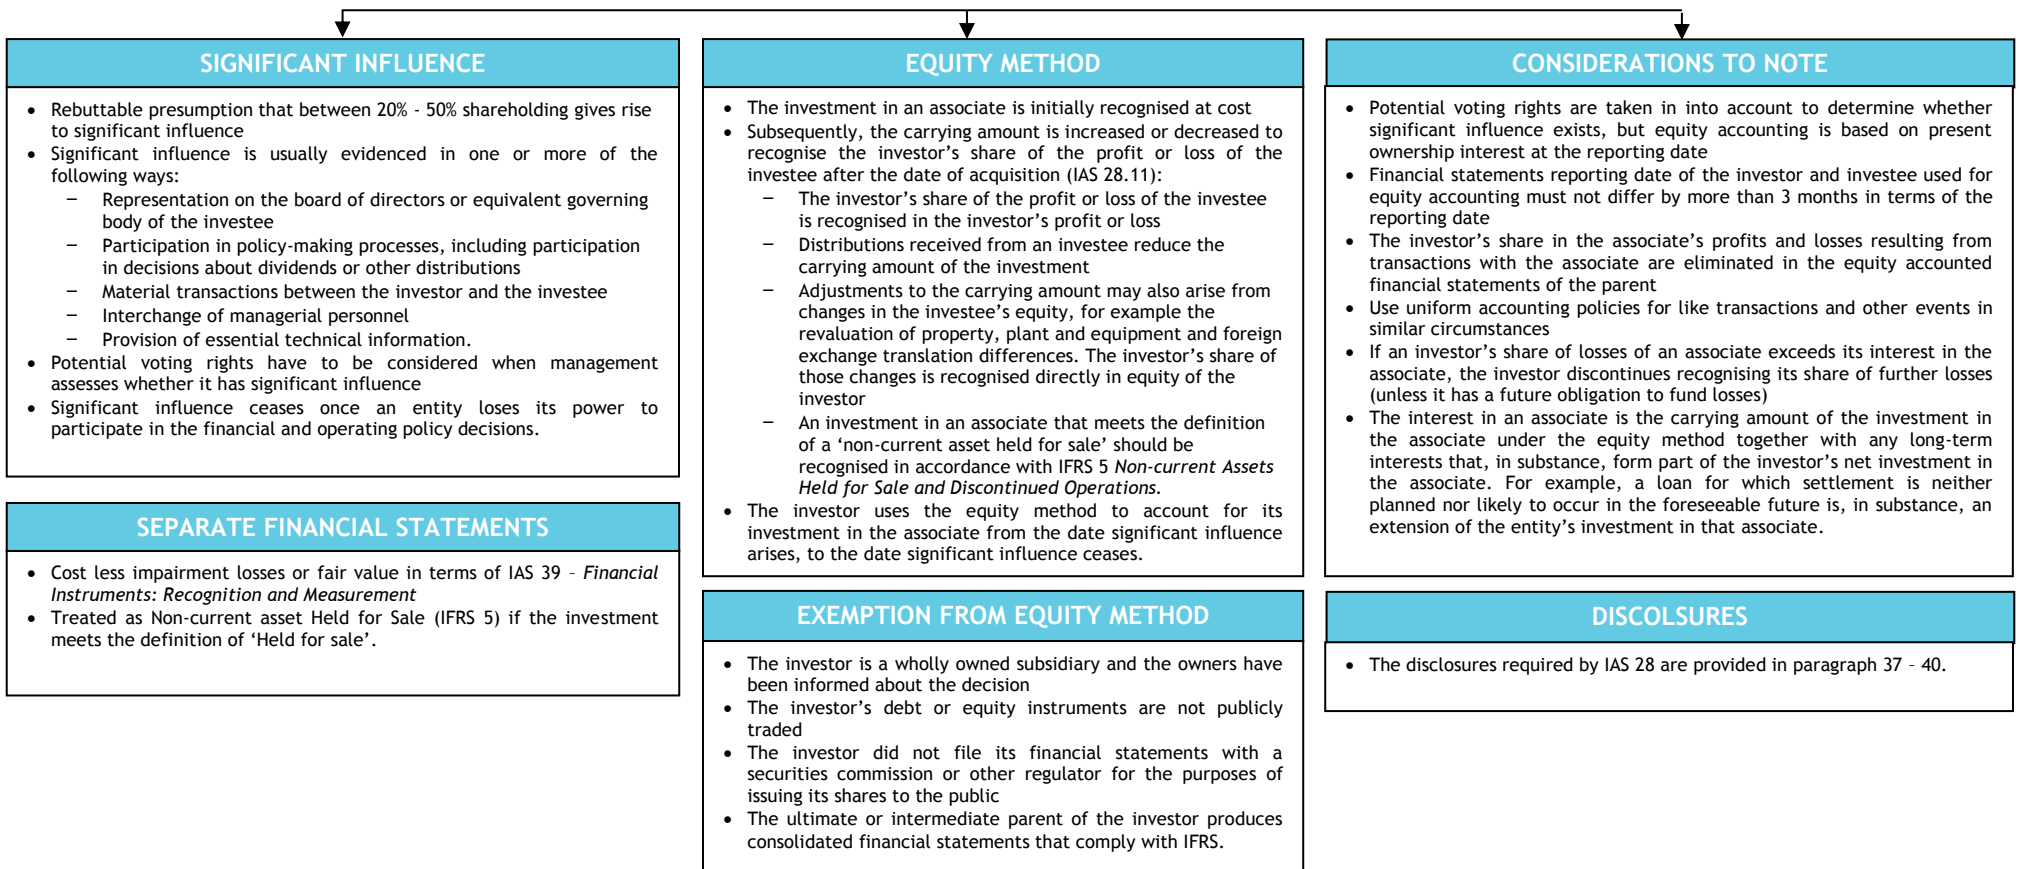 SIGNIFICANT INFLUENCE
• Rebuttable presumption that between 20% - 50% shareholding gives rise
to significant influence
• Significant influence is usually evidenced in one or more of the
following ways:
− Representation on the board of directors or equivalent governing
body of the investee
− Participation in policy-making processes, including participation
in decisions about dividends or other distributions
− Material transactions between the investor and the investee
− Interchange of managerial personnel
− Provision of essential technical information.
• Potential voting rights have to be considered when management
assesses whether it has significant influence
• Significant influence ceases once an entity loses its power to
participate in the financial and operating policy decisions.
SEPARATE FINANCIAL STATEMENTS
• Cost less impairment losses or fair value in terms of IAS 39 – Financial
Instruments: Recognition and Measurement
• Treated as Non-current asset Held for Sale (IFRS 5) if the investment
meets the definition of ‘Held for sale’.
EQUITY METHOD
• The investment in an associate is initially recognised at cost
• Subsequently, the carrying amount is increased or decreased to
recognise the investor’s share of the profit or loss of the
investee after the date of acquisition (IAS 28.11):
− The investor’s share of the profit or loss of the investee
is recognised in the investor’s profit or loss
− Distributions received from an investee reduce the
carrying amount of the investment
− Adjustments to the carrying amount may also arise from
changes in the investee’s equity, for example the
revaluation of property, plant and equipment and foreign
exchange translation differences. The investor’s share of
those changes is recognised directly in equity of the
investor
− An investment in an associate that meets the definition
of a ‘non-current asset held for sale’ should be
recognised in accordance with IFRS 5 Non-current Assets
Held for Sale and Discontinued Operations.
• The investor uses the equity method to account for its
investment in the associate from the date significant influence
arises, to the date significant influence ceases.
EXEMPTION FROM EQUITY METHOD
• The investor is a wholly owned subsidiary and the owners have
been informed about the decision
• The investor’s debt or equity instruments are not publicly
traded
• The investor did not file its financial statements with a
securities commission or other regulator for the purposes of
issuing its shares to the public
• The ultimate or intermediate parent of the investor produces
consolidated financial statements that comply with IFRS.
CONSIDERATIONS TO NOTE
• Potential voting rights are taken in into account to determine whether
significant influence exists, but equity accounting is based on present
ownership interest at the reporting date
• Financial statements reporting date of the investor and investee used for
equity accounting must not differ by more than 3 months in terms of the
reporting date
• The investor’s share in the associate’s profits and losses resulting from
transactions with the associate are eliminated in the equity accounted
financial statements of the parent
• Use uniform accounting policies for like transactions and other events in
similar circumstances
• If an investor’s share of losses of an associate exceeds its interest in the
associate, the investor discontinues recognising its share of further losses
(unless it has a future obligation to fund losses)
• The interest in an associate is the carrying amount of the investment in
the associate under the equity method together with any long-term
interests that, in substance, form part of the investor’s net investment in
the associate. For example, a loan for which settlement is neither
planned nor likely to occur in the foreseeable future is, in substance, an
extension of the entity’s investment in that associate.
DISCOLSURES
• The disclosures required by IAS 28 are provided in paragraph 37 – 40.